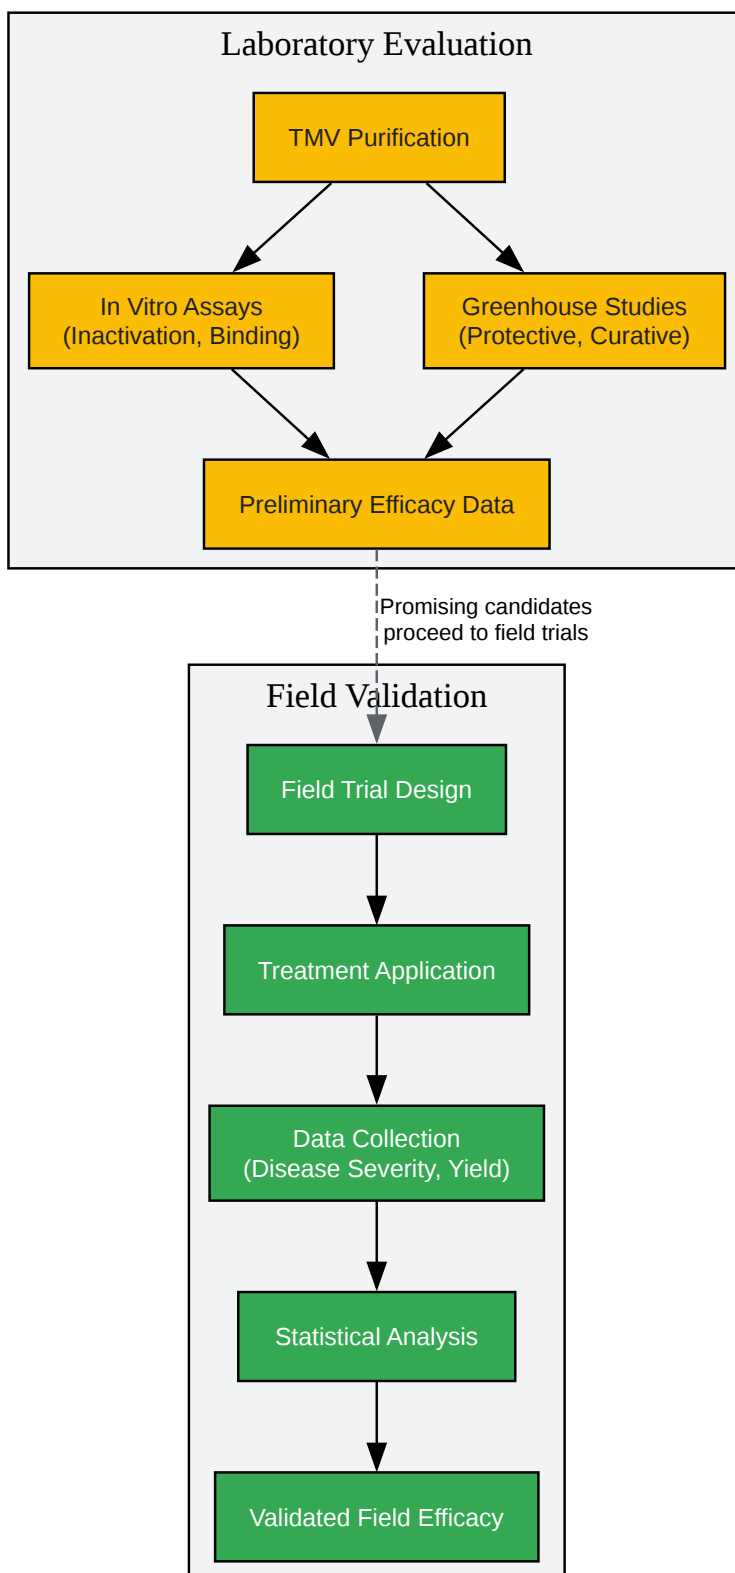 Laboratory Evaluation
TMV Purification
In Vitro Assays
(Inactivation, Binding)
Greenhouse Studies
(Protective, Curative)
Preliminary Efficacy Data
Promising candidates
proceed to field trials
Field Validation
Field Trial Design
Treatment Application
Data Collection
(Disease Severity, Yield)
Statistical Analysis
Validated Field Efficacy